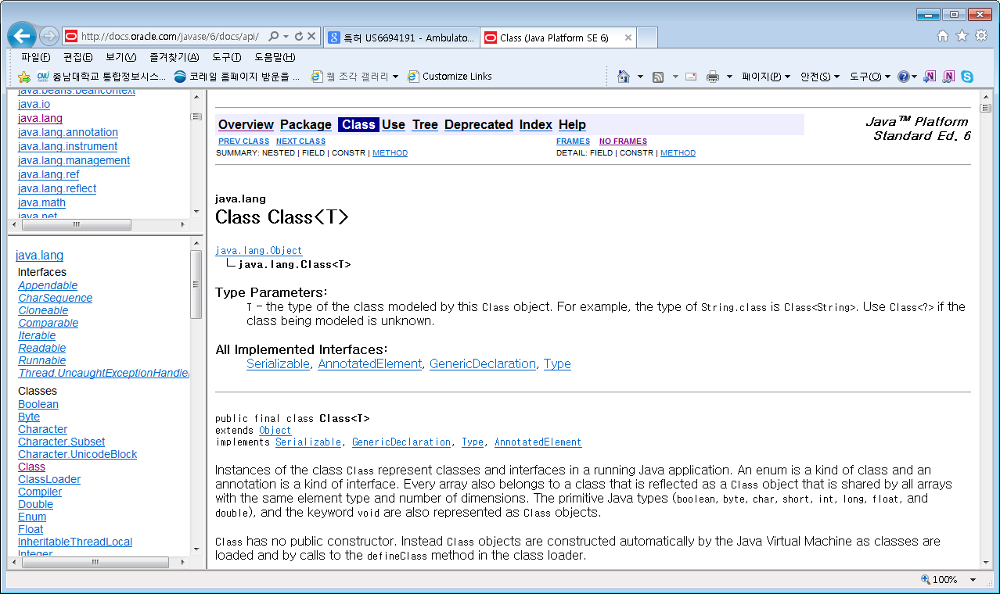 http://docs.oracle.com/javase/6/docs/api/
특허 US6694191 - Ambulato...
Class (Java Platform SE 6)
파일(F) 편집(E) 보기(V) 즐겨찾기(A) 도구(T) 도움말(H)
충남대학교 통합정보시스... 코레일 홈페이지 방문을 ... 웹 조각 갤러리 Customize Links
페이지(P) 안전(S) 도구(O)
java.beans.beancontext
java.io
java.lang
java.lang.annotation
java.lang.instrument
java.lang.management
java.lang.ref
java.lang.reflect
java.math
java.net
java.lang
Interfaces
Appendable
CharSequence
Cloneable
Comparable
Iterable
Readable
Runnable
Thread.UncaughtExceptionHandler
Classes
Boolean
Byte
Character
Character.Subset
Character.UnicodeBlock
Class
ClassLoader
Compiler
Double
Enum
Float
InheritableThreadLocal
Integer
Overview Package Class Use Tree Deprecated Index Help
Java™ Platform
Standard Ed. 6
PREV CLASS NEXT CLASS FRAMES NO FRAMES
SUMMARY: NESTED | FIELD | CONSTR | METHOD DETAIL: FIELD | CONSTR | METHOD
java.lang
Class Class<T>
java.lang.Object
java.lang.Class<T>
Type Parameters:
T - the type of the class modeled by this Class object. For example, the type of String.class is Class<String>. Use Class<?> if the
class being modeled is unknown.
All Implemented Interfaces:
Serializable, AnnotatedElement, GenericDeclaration, Type
public final class Class<T>
extends Object
implements Serializable, GenericDeclaration, Type, AnnotatedElement
Instances of the class Class represent classes and interfaces in a running Java application. An enum is a kind of class and an
annotation is a kind of interface. Every array also belongs to a class that is reflected as a Class object that is shared by all arrays
with the same element type and number of dimensions. The primitive Java types (boolean, byte, char, short, int, long, float, and
double), and the keyword void are also represented as Class objects.
Class has no public constructor. Instead Class objects are constructed automatically by the Java Virtual Machine as classes are
loaded and by calls to the defineClass method in the class loader.
100%